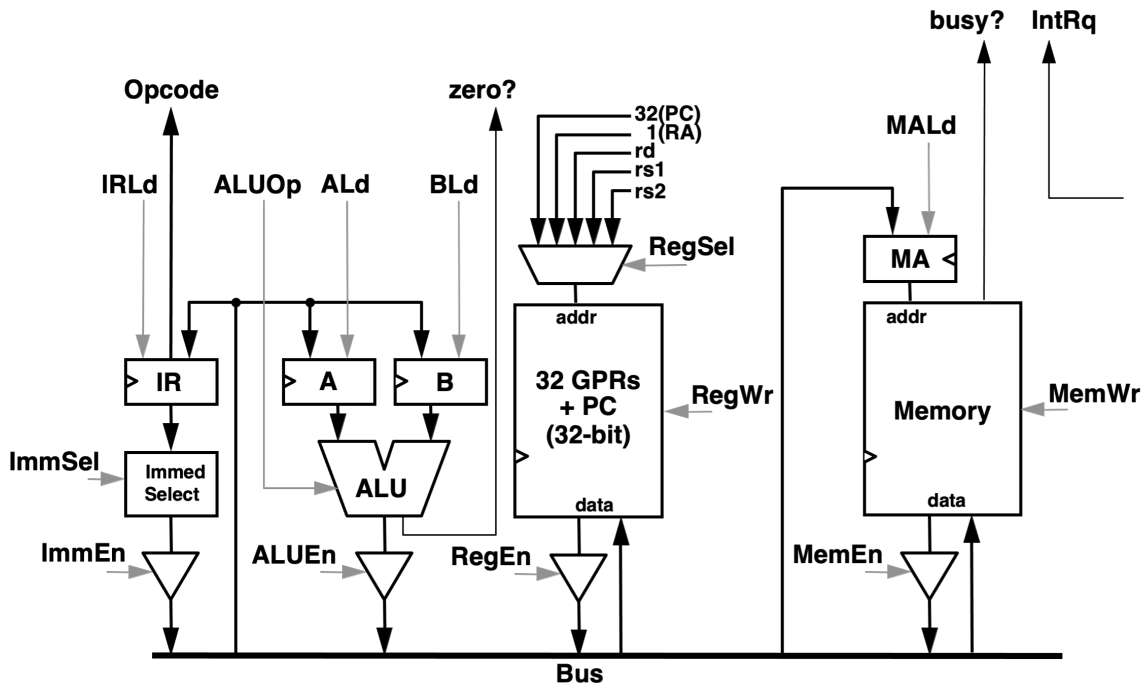 busy? IntRq
Opcode zero?
32(PC)
1(RA)
rd
rs1
rs2
MALd
IRLd ALUOp ALd BLd
RegSel
MA
addr addr
IR A B
32 GPRs
+ PC
(32-bit)
RegWr
Memory
MemWr
ImmSel
Immed
Select
ALU
data data
ImmEn ALUEn RegEn MemEn
Bus